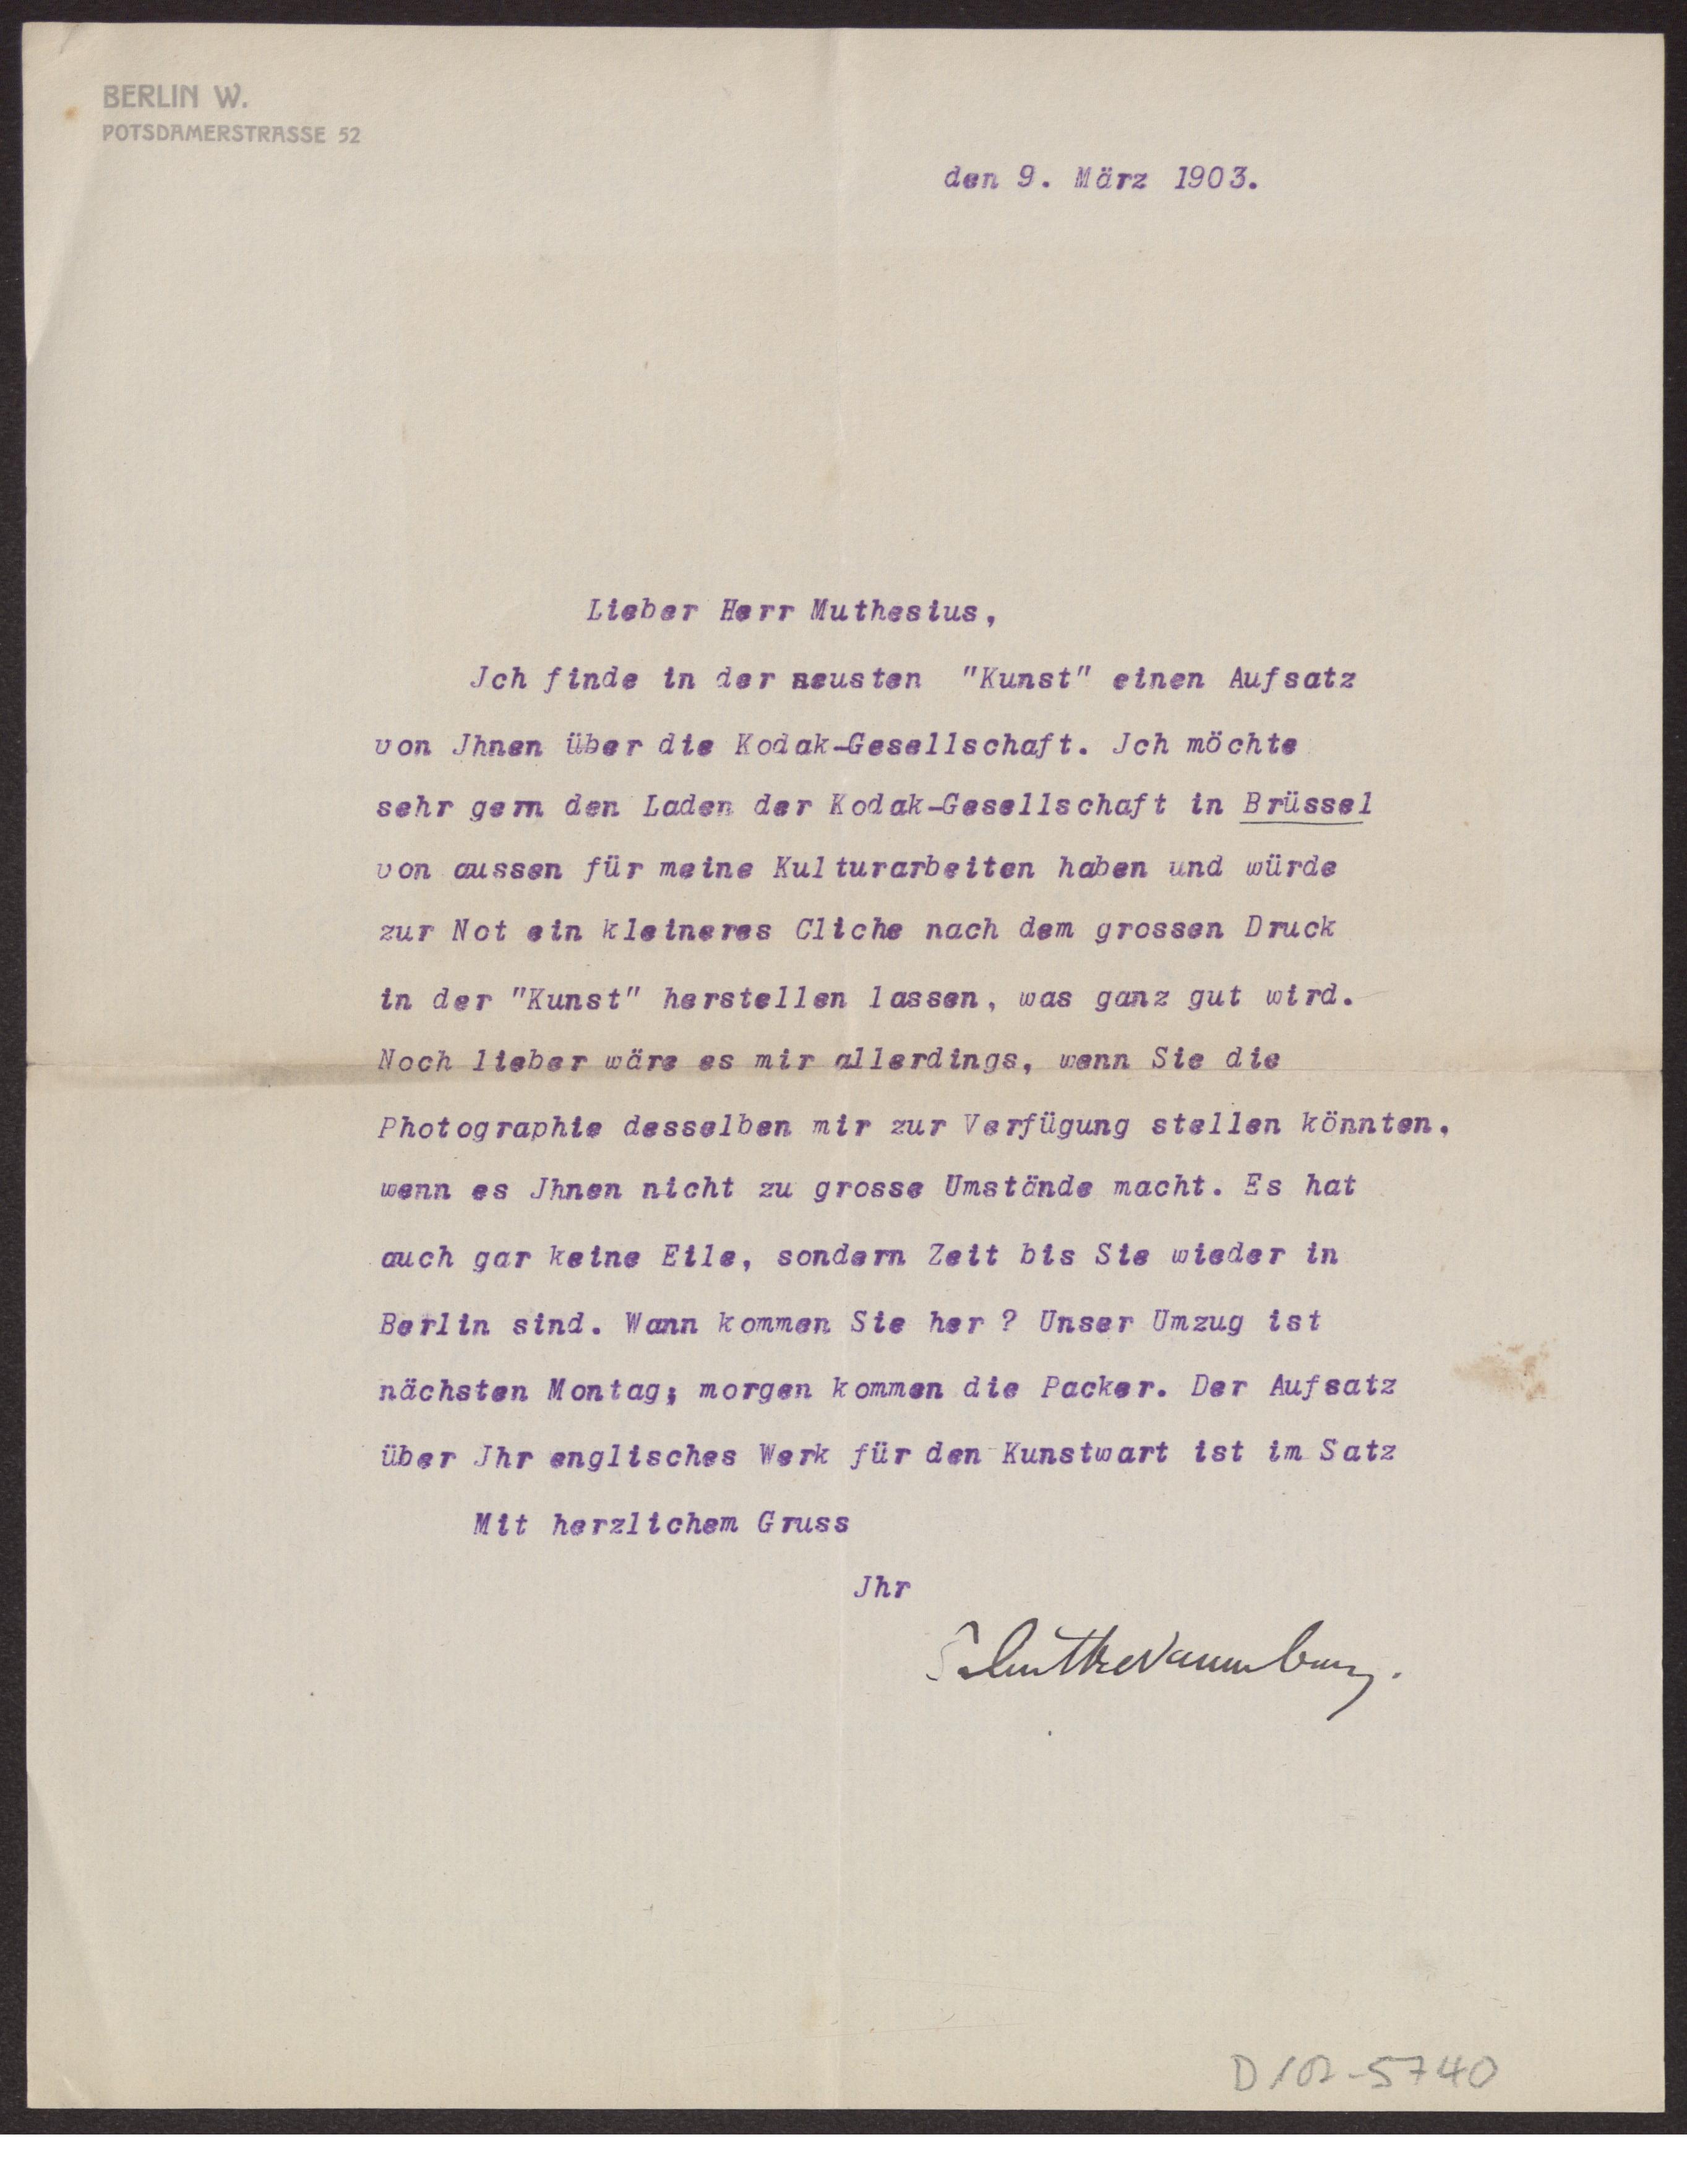 BERLIN W.
POTSDAMERSTRASSE 52
den 9. März 1903.
Lieber Herr Muthesius,
Jch finde in der neusten "Kunst" einen Aufsatz
von Jhnen über die Kodak-Gesellschaft. Jch möchte
sehr gern den Laden der Kodak-Gesellschaft in Brüssel
von aussen für meine Kulturarbeiten haben und würde
zur Not ein kleineres Cliche nach dem grossen Druck
in der "Kunst" herstellen lassen, was ganz gut wird.
Noch lieber wäre es mir allerdings, wenn Sie die
Photographie desselben mir zur Verfügung stellen könnten,
wenn es Jhnen nicht zu grosse Umstände macht. Es hat
auch gar keine Eile, sondern Zeit bis Sie wieder in
Berlin sind. Wann kommen Sie her ? Unser Umzug ist
nächsten Montag; morgen kommen die Packer. Der Aufsatz
über Jhr englisches Werk für den Kunstwart ist im Satz
Mit herzlichem Gruss
Jhr
SchultzeNaumburg.
D102-5740